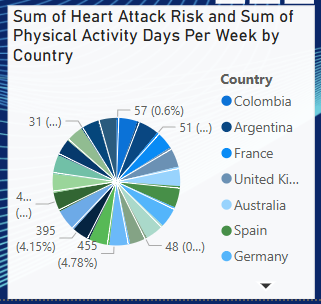 Sum of Heart Attack Risk and Sum of
Physical Activity Days Per Week by
Country
Country
57 (0.6%)
31 (...)
51 (...)
4...
(...)
395
(4.15%)
455
(4.78%)
48 (0...)
Colombia
Argentina
France
United Ki...
Australia
Spain
Germany